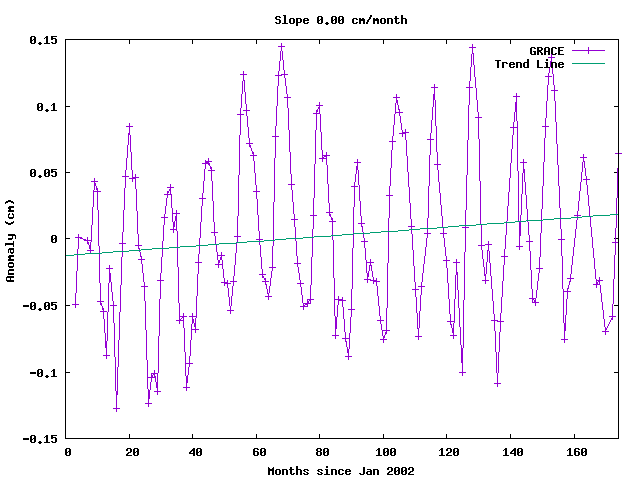 Slope 0.00 cm/month
GRACE
Trend Line
0.15
0.1
0.05
0
-0.05
-0.1
-0.15
Anomaly (cm)
0 20 40 60 80 100 120 140 160
Months since Jan 2002